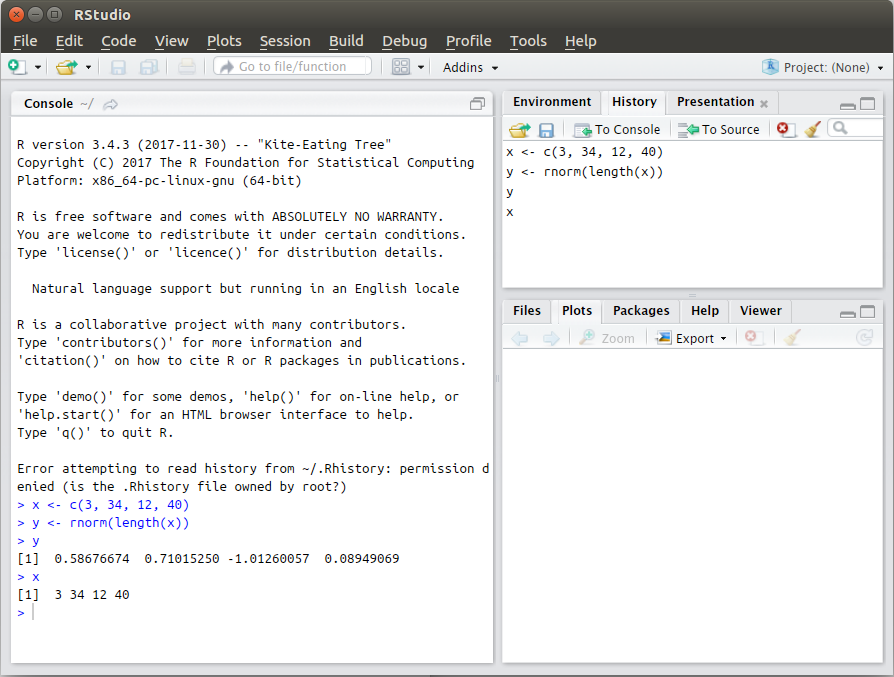 RStudio
File Edit Code View Plots Session Build Debug Profile Tools Help
Go to file/function Addins Project: (None)
Console ~/
R version 3.4.3 (2017-11-30) -- "Kite-Eating Tree"
Copyright (C) 2017 The R Foundation for Statistical Computing
Platform: x86_64-pc-linux-gnu (64-bit)
R is free software and comes with ABSOLUTELY NO WARRANTY.
You are welcome to redistribute it under certain conditions.
Type 'license()' or 'licence()' for distribution details.
Natural language support but running in an English locale
R is a collaborative project with many contributors.
Type 'contributors()' for more information and
'citation()' on how to cite R or R packages in publications.
Type 'demo()' for some demos, 'help()' for on-line help, or
'help.start()' for an HTML browser interface to help.
Type 'q()' to quit R.
Error attempting to read history from ~/.Rhistory: permission d
enied (is the .Rhistory file owned by root?)
> x <- c(3, 34, 12, 40)
> y <- rnorm(length(x))
> y
[1]  0.58676674  0.71015250 -1.01260057  0.08949069
> x
[1]  3 34 12 40
>
Environment History Presentation
To Console To Source
x <- c(3, 34, 12, 40)
y <- rnorm(length(x))
y
x
Files Plots Packages Help Viewer
Zoom Export